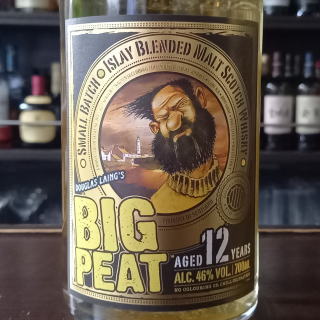 SMALL BATCH • ISLAY BLENDED MALT SCOTCH WHISKY
DOUGLAS LAING'S
BIG
PEAT
AGED 12 YEARS
ALC. 46% VOL. | 700ml
NO COLOURING OR CHILL-FILTRATION